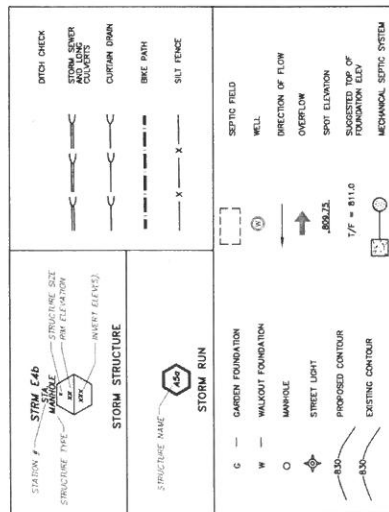 STATION #
STRM E4b
STA.
MANHOLE
STRUCTURE SIZE
RIM ELEVATION
STRUCTURE TYPE
x
xx
xxx
INVERT ELEV(S).
STORM STRUCTURE
STRUCTURE NAME
A5a
STORM RUN
DITCH CHECK
STORM SEWER
AND LONG
CULVERTS
CURTAIN DRAIN
BIKE PATH
X X
SILT FENCE
G — GARDEN FOUNDATION
W — WALKOUT FOUNDATION
MANHOLE
STREET LIGHT
830 PROPOSED CONTOUR
830 EXISTING CONTOUR
SEPTIC FIELD
W WELL
DIRECTION OF FLOW
OVERFLOW
809.75 SPOT ELEVATION
T/F = 811.0 SUGGESTED TOP OF
FOUNDATION ELEV
MECHANICAL SEPTIC SYSTEM